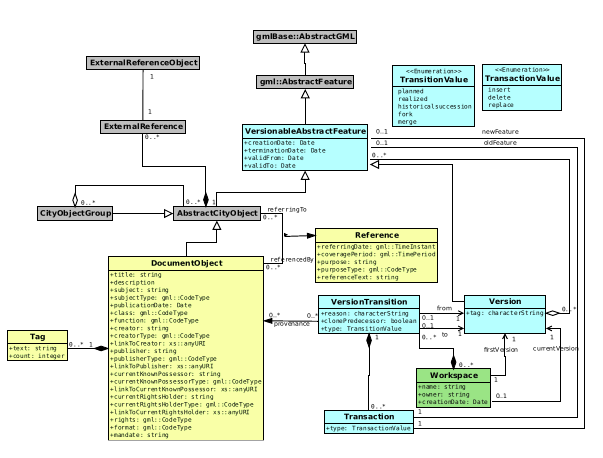 gmlBase::AbstractGML
ExternalReferenceObject
1
1
ExternalReference
0..*
gml::AbstractFeature
<<Enumeration>>
TransitionValue
planned
realized
historicalsuccession
fork
merge
<<Enumeration>>
TransactionValue
insert
delete
replace
VersionableAbstractFeature
+creationDate: Date
+terminationDate: Date
+validFrom: Date
+validTo: Date
0..1
newFeature
0..1
oldFeature
0..*
0..*
0..*
1
CityObjectGroup
AbstractCityObject
referringTo
0..*
Reference
+referringDate: gml::TimeInstant
+coveragePeriod: gml::TimePeriod
+purpose: string
+purposeType: gml::CodeType
+referenceText: string
referencedBy
0..*
DocumentObject
+title: string
+description
+subject: string
+subjectType: gml::CodeType
+publicationDate: Date
+class: gml::CodeType
+function: gml::CodeType
+creator: string
+creatorType: gml::CodeType
+linkToCreator: xs::anyURI
+publisher: string
+publisherType: gml::CodeType
+linkToPublisher: xs::anyURI
+currentKnownPossessor: string
+currentKnownPossessorType: gml::CodeType
+linkToCurrentKnownPossessor: xs::anyURI
+currentRightsHolder: string
+currentRightsHolderType: gml::CodeType
+linkToCurrentRightsHolder: xs::anyURI
+rights: gml::CodeType
+format: gml::CodeType
+mandate: string
Tag
+text: string
+count: integer
0..*
1
0..*
0..*
provenance
VersionTransition
+reason: characterString
+clonePredecessor: boolean
+type: TransitionValue
from
0..1
1
0..1
1
0..*
to
Version
+tag: characterString
0..*
1
1
firstVersion
currentVersion
1
0..*
Workspace
+name: string
+owner: string
+creationDate: Date
1
0..1
0..*
Transaction
+type: TransactionValue
1
1